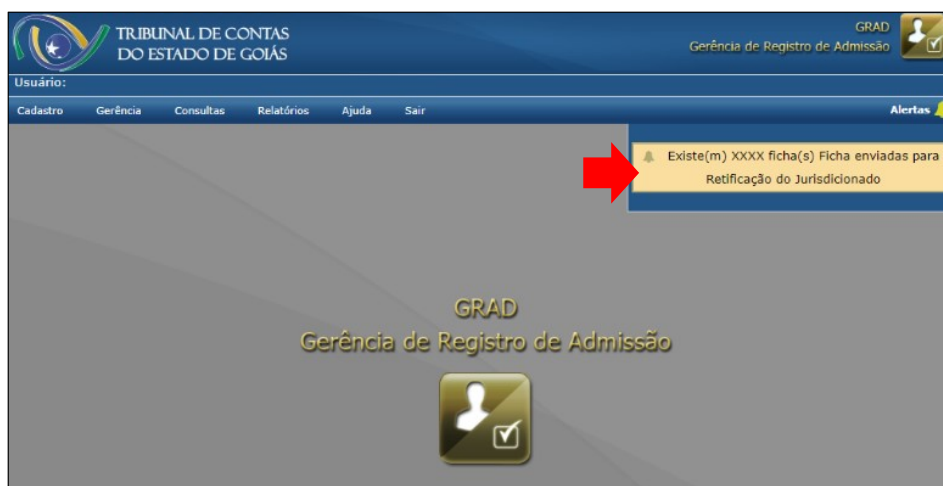 TRIBUNAL DE CONTAS
DO ESTADO DE GOIÁS
GRAD
Gerência de Registro de Admissão
Usuário:
Cadastro Gerência Consultas Relatórios Ajuda Sair Alertas
Existe(m) XXXX ficha(s) Ficha enviadas para
Retificação do Jurisdicionado
GRAD
Gerência de Registro de Admissão